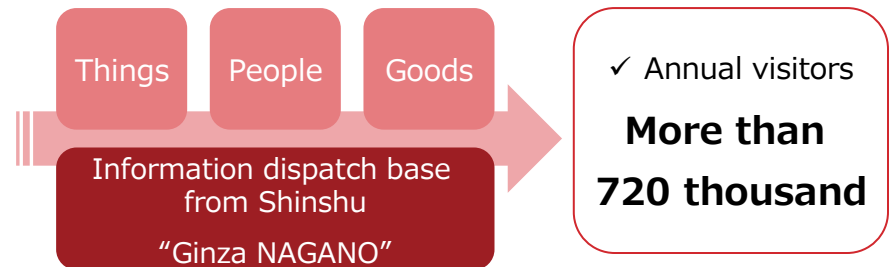 Things
People
Goods
Information dispatch base
from Shinshu
“Ginza NAGANO”
✓ Annual visitors
More than
720 thousand